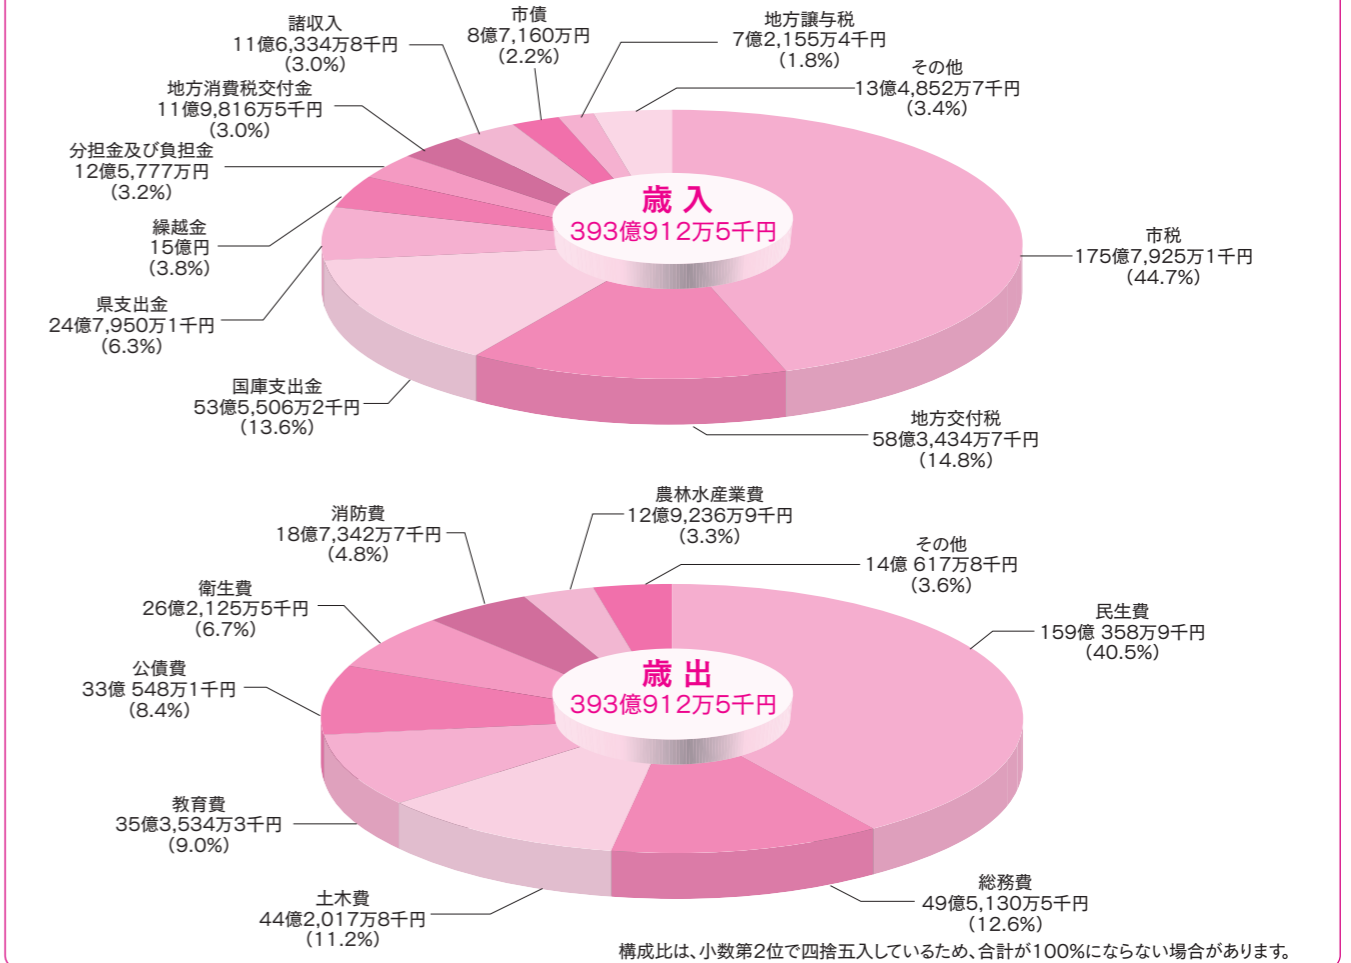 諸収入
11億6,334万8千円
(3.0%)
市債
8億7,160万円
(2.2%)
地方譲与税
7億2,155万4千円
(1.8%)
その他
13億4,852万7千円
(3.4%)
地方消費税交付金
11億9,816万5千円
(3.0%)
分担金及び負担金
12億5,777万円
(3.2%)
繰越金
15億円
(3.8%)
県支出金
24億7,950万1千円
(6.3%)
国庫支出金
53億5,506万2千円
(13.6%)
歳入
393億912万5千円
市税
175億7,925万1千円
(44.7%)
地方交付税
58億3,434万7千円
(14.8%)
農林水産業費
12億9,236万9千円
(3.3%)
消防費
18億7,342万7千円
(4.8%)
その他
14億 617万8千円
(3.6%)
衛生費
26億2,125万5千円
(6.7%)
公債費
33億 548万1千円
(8.4%)
教育費
35億3,534万3千円
(9.0%)
土木費
44億2,017万8千円
(11.2%)
歳出
393億912万5千円
民生費
159億 358万9千円
(40.5%)
総務費
49億5,130万5千円
(12.6%)
構成比は、小数第2位で四捨五入しているため、合計が100%にならない場合があります。